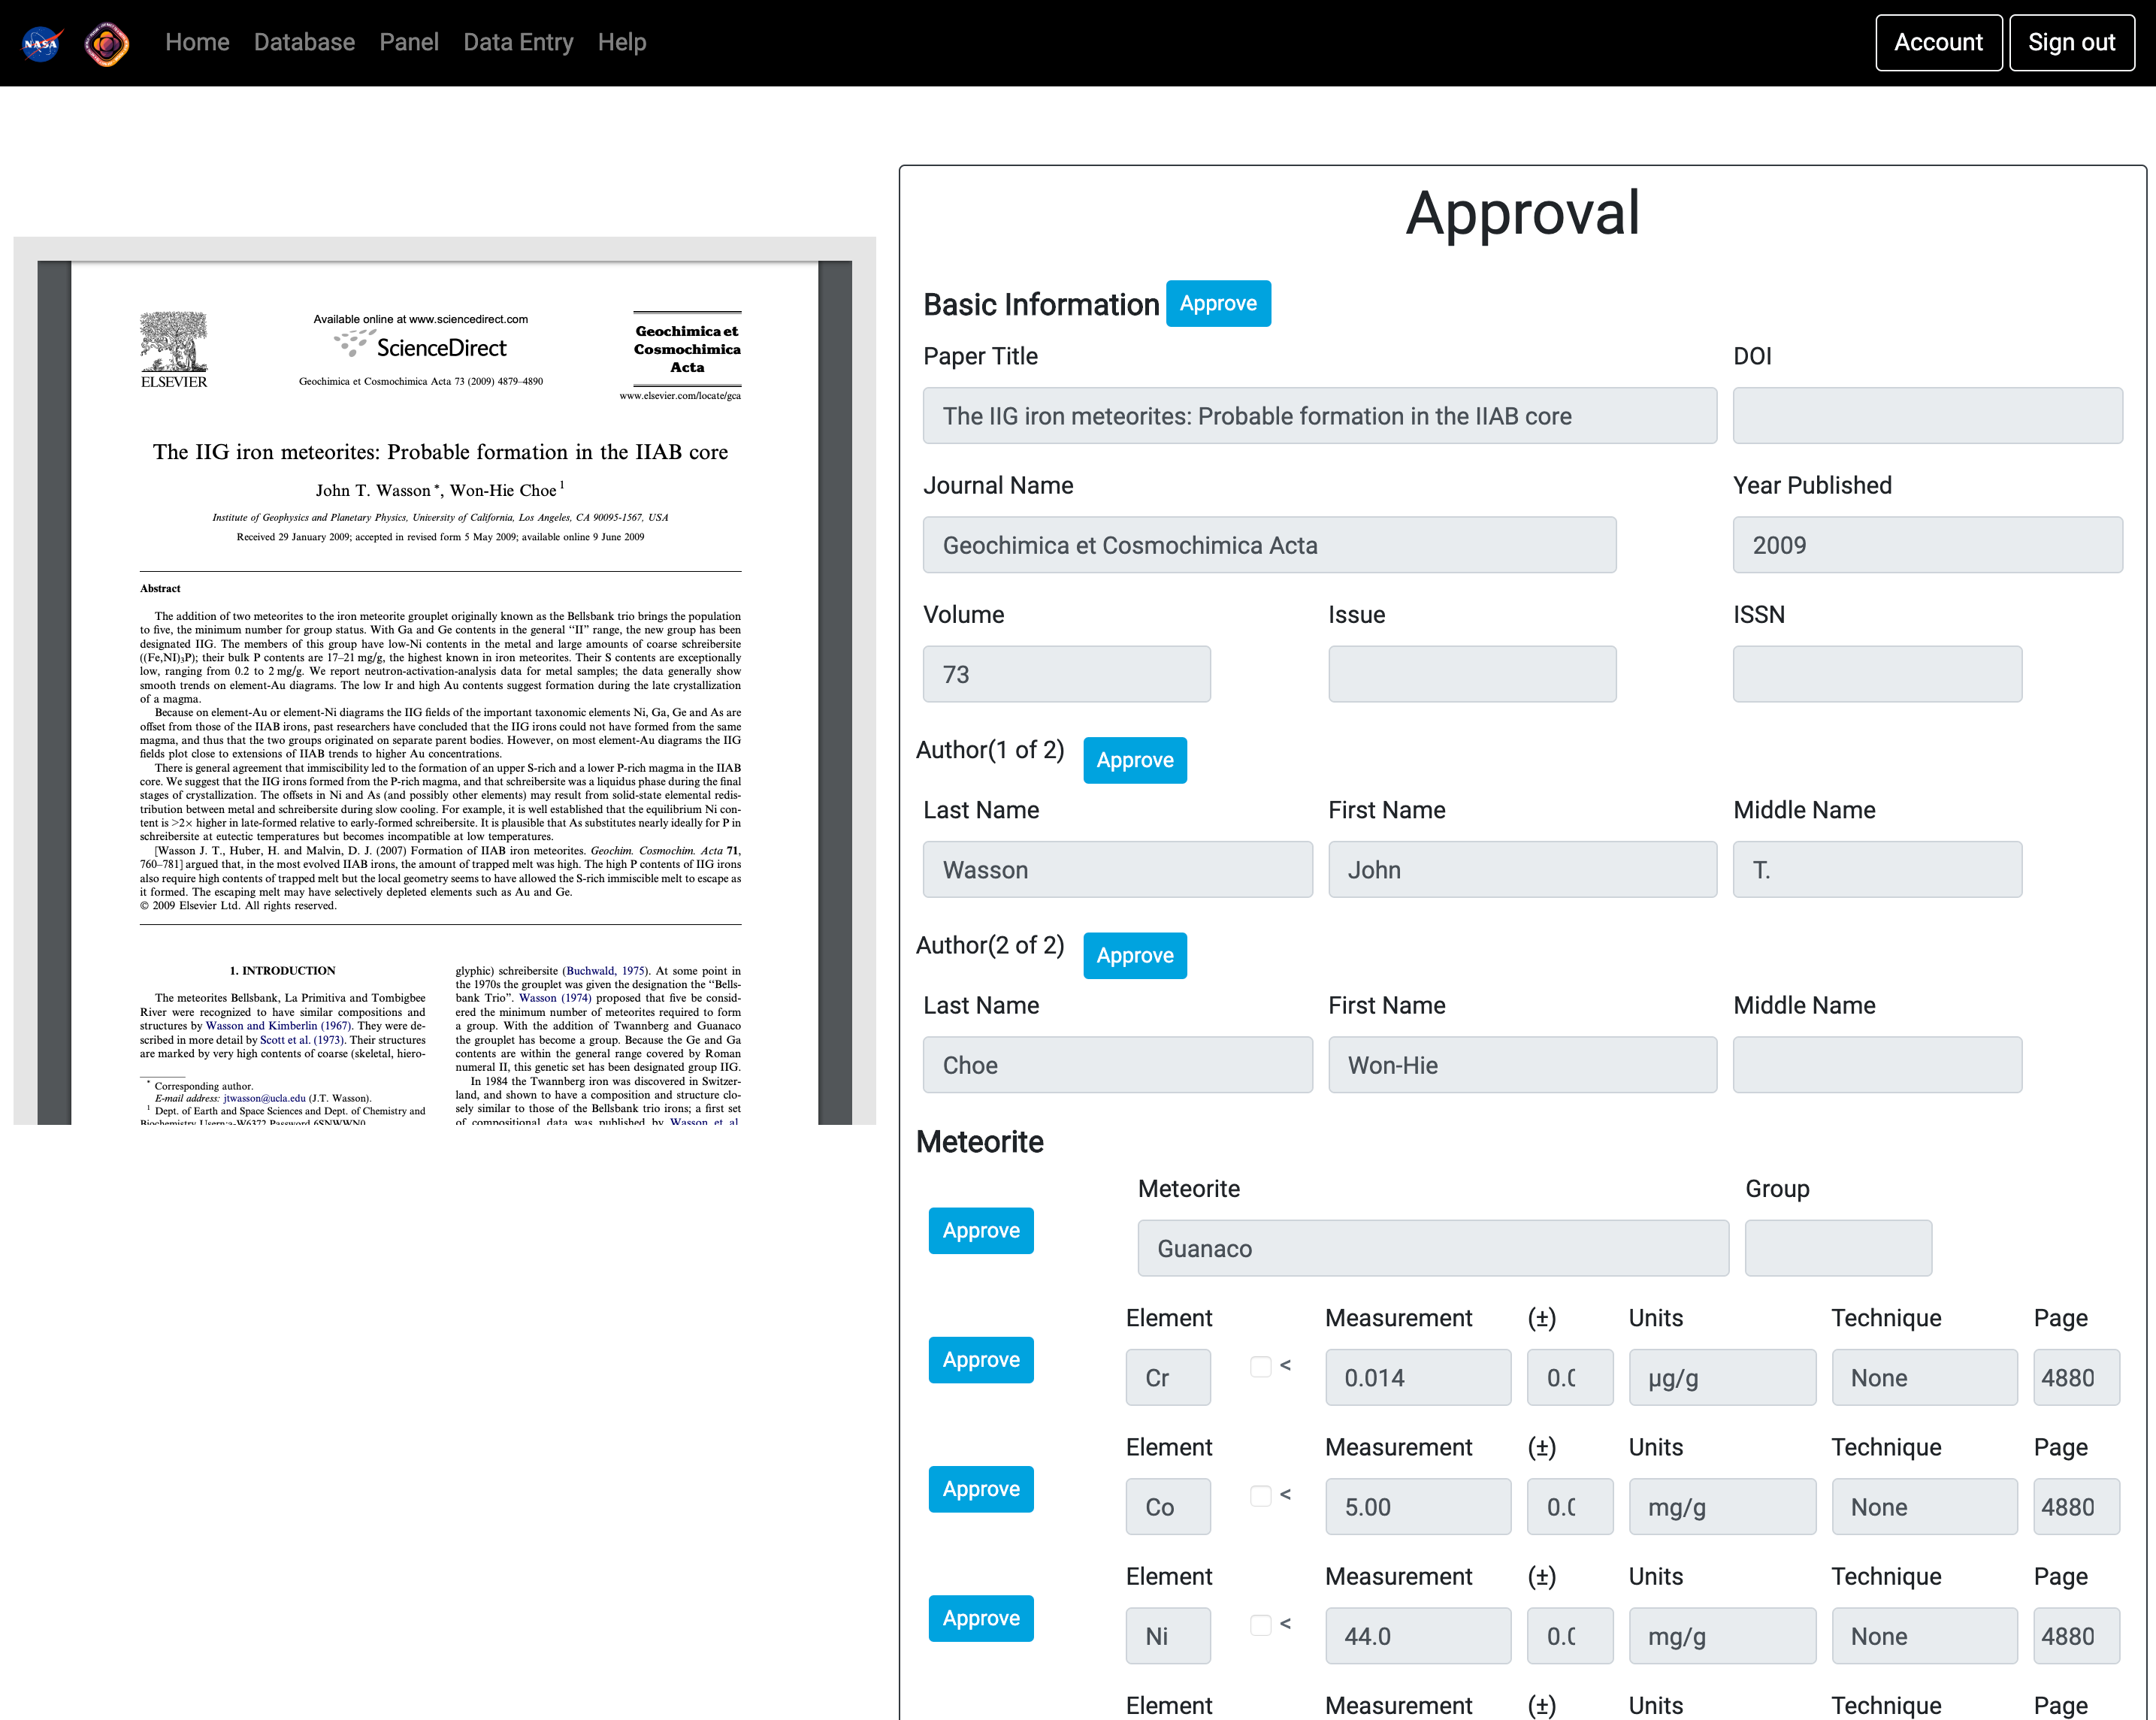 NASA
Home Database Panel Data Entry Help Account Sign out
ELSEVIER
Available online at www.sciencedirect.com
ScienceDirect
Geochimica et Cosmochimica Acta 73 (2009) 4879–4890
Geochimica et
Cosmochimica
Acta
www.elsevier.com/locate/gca
The IIG iron meteorites: Probable formation in the IIAB core
John T. Wasson *, Won-Hie Choe 1
Institute of Geophysics and Planetary Physics, University of California, Los Angeles, CA 90095-1567, USA
Received 29 January 2009; accepted in revised form 5 May 2009; available online 9 June 2009
Abstract
The addition of two meteorites to the iron meteorite grouplet originally known as the Bellsbank trio brings the population
to five, the minimum number for group status. With Ga and Ge contents in the general “II” range, the new group has been
designated IIG. The members of this group have low-Ni contents in the metal and large amounts of coarse schreibersite
((Fe,NI)3P); their bulk P contents are 17–21 mg/g, the highest known in iron meteorites. Their S contents are exceptionally
low, ranging from 0.2 to 2 mg/g. We report neutron-activation-analysis data for metal samples; the data generally show
smooth trends on element-Au diagrams. The low Ir and high Au contents suggest formation during the late crystallization
of a magma.
Because on element-Au or element-Ni diagrams the IIG fields of the important taxonomic elements Ni, Ga, Ge and As are
offset from those of the IIAB irons, past researchers have concluded that the IIG irons could not have formed from the same
magma, and thus that the two groups originated on separate parent bodies. However, on most element-Au diagrams the IIG
fields plot close to extensions of IIAB trends to higher Au concentrations.
There is general agreement that immiscibility led to the formation of an upper S-rich and a lower P-rich magma in the IIAB
core. We suggest that the IIG irons formed from the P-rich magma, and that schreibersite was a liquidus phase during the final
stages of crystallization. The offsets in Ni and As (and possibly other elements) may result from solid-state elemental redis-
tribution between metal and schreibersite during slow cooling. For example, it is well established that the equilibrium Ni con-
tent is >2× higher in late-formed relative to early-formed schreibersite. It is plausible that As substitutes nearly ideally for P in
schreibersite at eutectic temperatures but becomes incompatible at low temperatures.
[Wasson J. T., Huber, H. and Malvin, D. J. (2007) Formation of IIAB iron meteorites. Geochim. Cosmochim. Acta 71,
760–781] argued that, in the most evolved IIAB irons, the amount of trapped melt was high. The high P contents of IIG irons
also require high contents of trapped melt but the local geometry seems to have allowed the S-rich immiscible melt to escape as
it formed. The escaping melt may have selectively depleted elements such as Au and Ge.
© 2009 Elsevier Ltd. All rights reserved.
1. INTRODUCTION
The meteorites Bellsbank, La Primitiva and Tombigbee
River were recognized to have similar compositions and
structures by Wasson and Kimberlin (1967). They were de-
scribed in more detail by Scott et al. (1973). Their structures
are marked by very high contents of coarse (skeletal, hiero-
* Corresponding author.
E-mail address: jtwasson@ucla.edu (J.T. Wasson).
1 Dept. of Earth and Space Sciences and Dept. of Chemistry and
Biochemistry Usern:a-W6372 Password 6SNWWN0
glyphic) schreibersite (Buchwald, 1975). At some point in
the 1970s the grouplet was given the designation the “Bells-
bank Trio”. Wasson (1974) proposed that five be consid-
ered the minimum number of meteorites required to form
a group. With the addition of Twannberg and Guanaco
the grouplet has become a group. Because the Ge and Ga
contents are within the general range covered by Roman
numeral II, this genetic set has been designated group IIG.
In 1984 the Twannberg iron was discovered in Switzer-
land, and shown to have a composition and structure clo-
sely similar to those of the Bellsbank trio irons; a first set
of compositional data was published by Wasson et al.
Approval
Basic Information Approve
Paper Title DOI
The IIG iron meteorites: Probable formation in the IIAB core
Journal Name Year Published
Geochimica et Cosmochimica Acta 2009
Volume Issue ISSN
73
Author(1 of 2) Approve
Last Name First Name Middle Name
Wasson John T.
Author(2 of 2) Approve
Last Name First Name Middle Name
Choe Won-Hie
Meteorite
Meteorite Group
Approve Guanaco
Element Measurement (±) Units Technique Page
Approve Cr < 0.014 0.0 µg/g None 4880
Element Measurement (±) Units Technique Page
Approve Co < 5.00 0.0 mg/g None 4880
Element Measurement (±) Units Technique Page
Approve Ni < 44.0 0.0 mg/g None 4880
Element Measurement (±) Units Technique Page